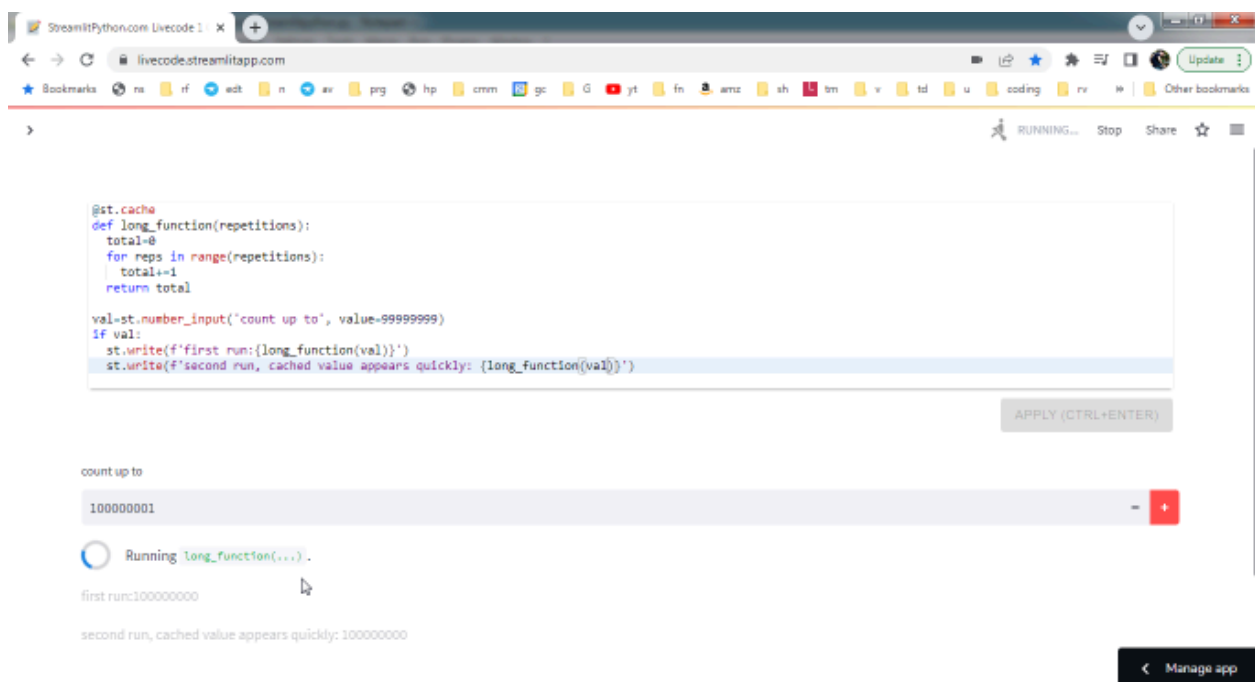 StreamlitPython.com Livecode 1
livecode.streamlitapp.com
Update
Bookmarks ns rf edt n av prg hp cmm gc G yt fn amz sh tm v td u coding rv » Other bookmarks
RUNNING... Stop Share
@st.cache
def long_function(repetitions):
total=0
for reps in range(repetitions):
total+=1
return total
val=st.number_input('count up to', value=99999999)
if val:
st.write(f'first run:{long_function(val)}')
st.write(f'second run, cached value appears quickly: {long_function(val)}')
APPLY (CTRL+ENTER)
count up to
100000001
− +
Running long_function(...).
first run:100000000
second run, cached value appears quickly: 100000000
Manage app